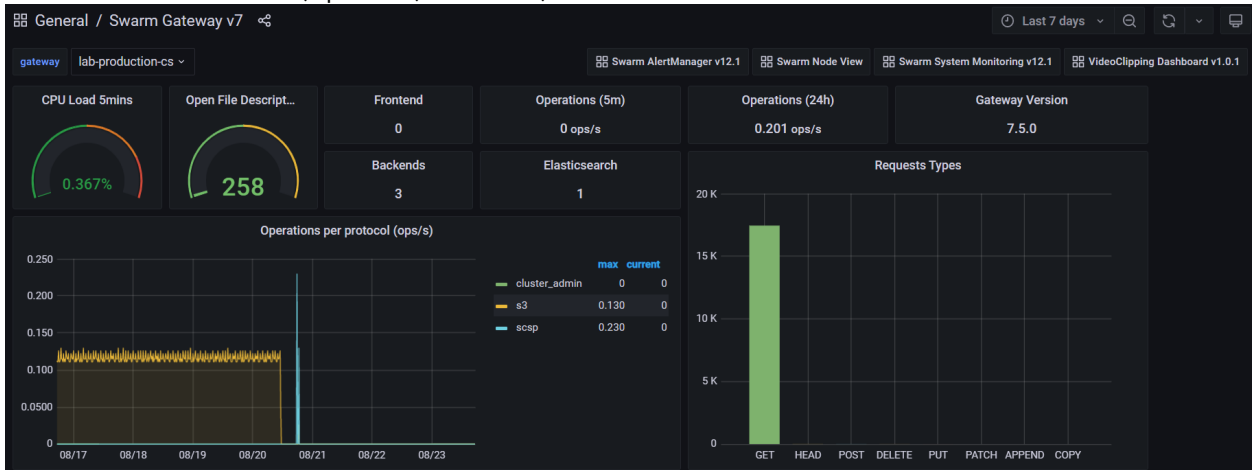 General / Swarm Gateway v7
Last 7 days
gateway
lab-production-cs
Swarm AlertManager v12.1
Swarm Node View
Swarm System Monitoring v12.1
VideoClipping Dashboard v1.0.1
CPU Load 5mins
0.367%
Open File Descript...
258
Frontend
0
Operations (5m)
0 ops/s
Operations (24h)
0.201 ops/s
Gateway Version
7.5.0
Backends
3
Elasticsearch
1
Requests Types
20 K
15 K
10 K
5 K
0
GET HEAD POST DELETE PUT PATCH APPEND COPY
Operations per protocol (ops/s)
0.250
0.200
0.150
0.100
0.0500
0
08/17 08/18 08/19 08/20 08/21 08/22 08/23
max current
cluster_admin 0 0
s3 0.130 0
scsp 0.230 0